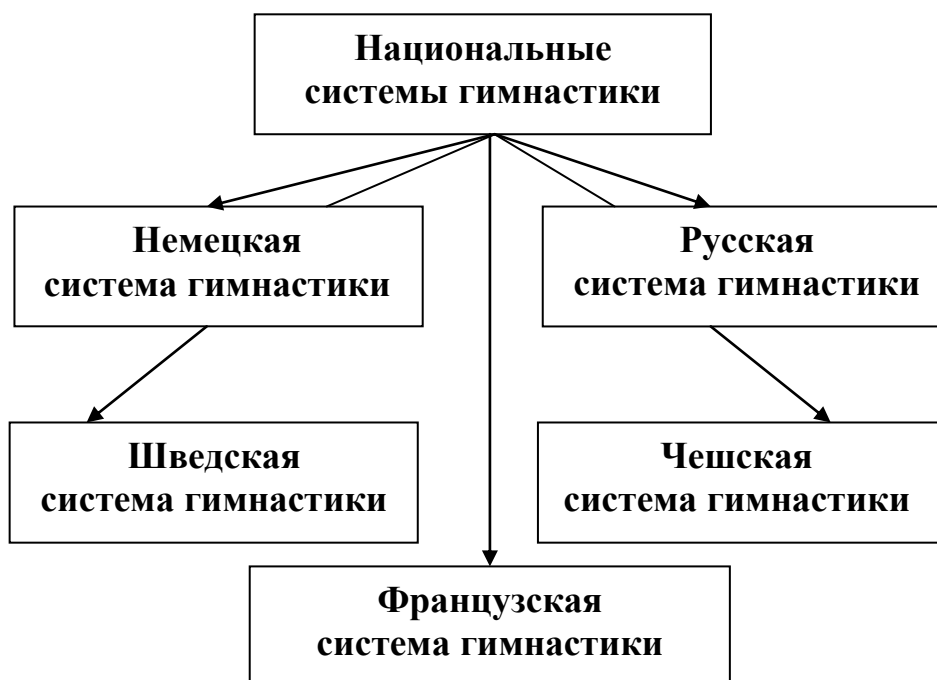 Национальные
системы гимнастики
Немецкая
система гимнастики
Русская
система гимнастики
Шведская
система гимнастики
Чешская
система гимнастики
Французская
система гимнастики